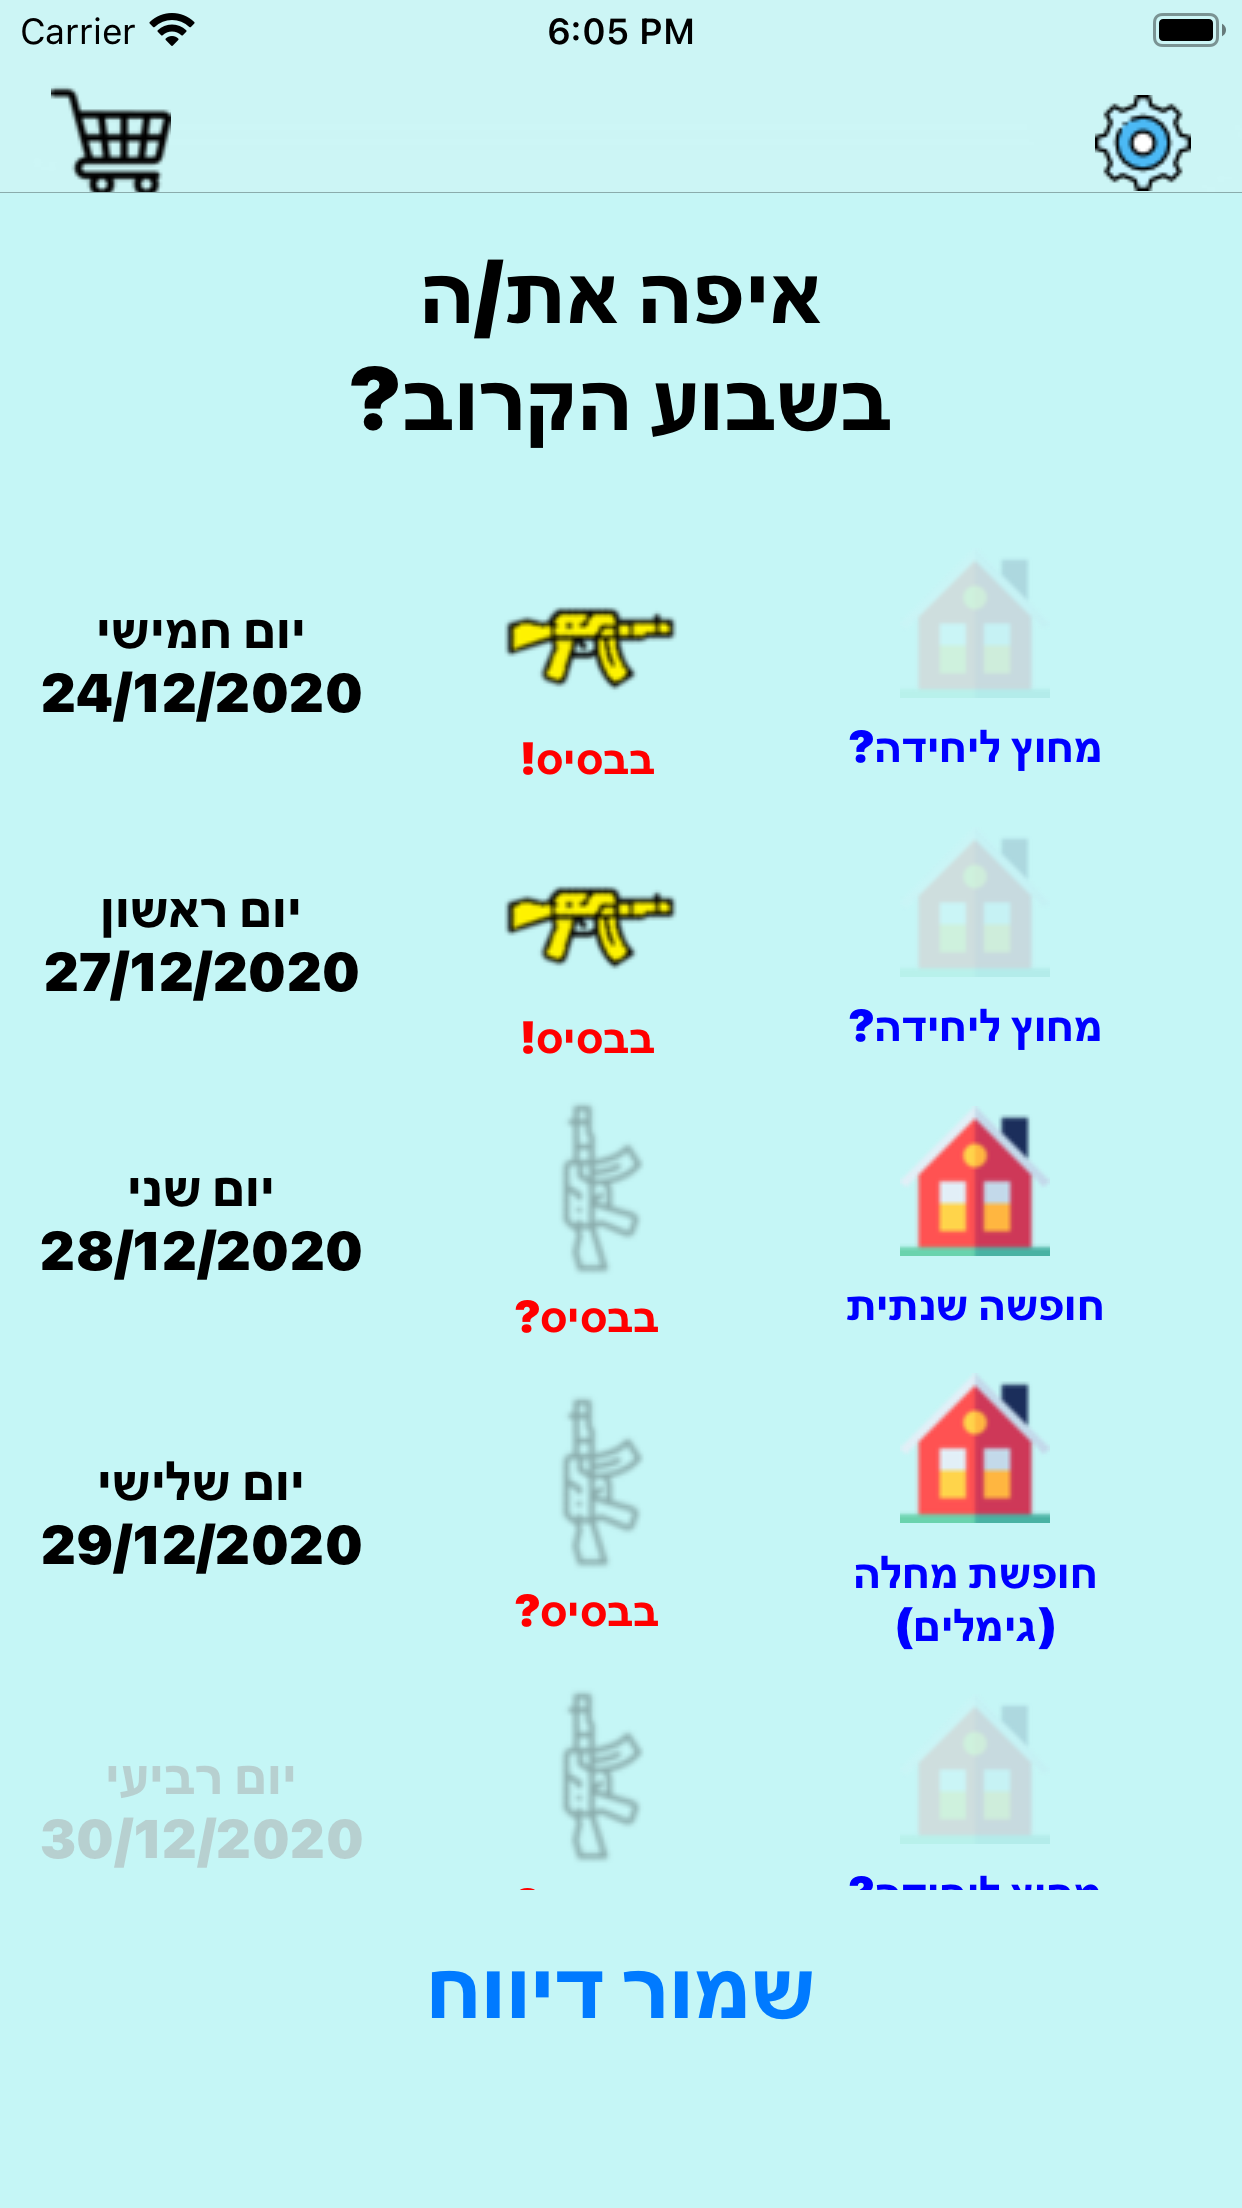 Carrier
6:05 PM
איפה את/ה
בשבוע הקרוב?
יום חמישי
24/12/2020
בבסיס!
מחוץ ליחידה?
יום ראשון
27/12/2020
בבסיס!
מחוץ ליחידה?
יום שני
28/12/2020
בבסיס?
חופשה שנתית
יום שלישי
29/12/2020
בבסיס?
חופשת מחלה
(גימלים)
יום רביעי
30/12/2020
מחוץ ליחידה?
שמור דיווח